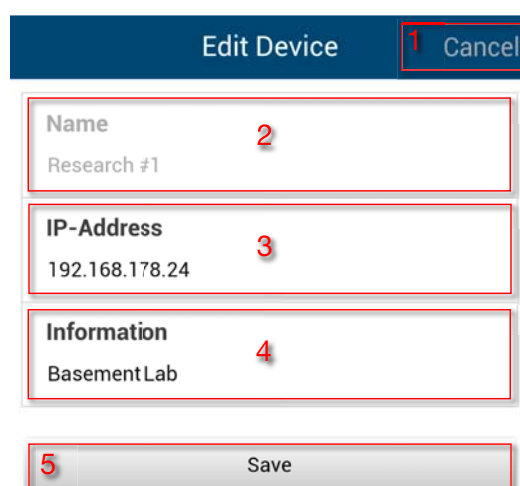 Edit Device
1 Cancel
Name
2
Research #1
IP-Address
3
192.168.178.24
Information
4
Basement Lab
5 Save